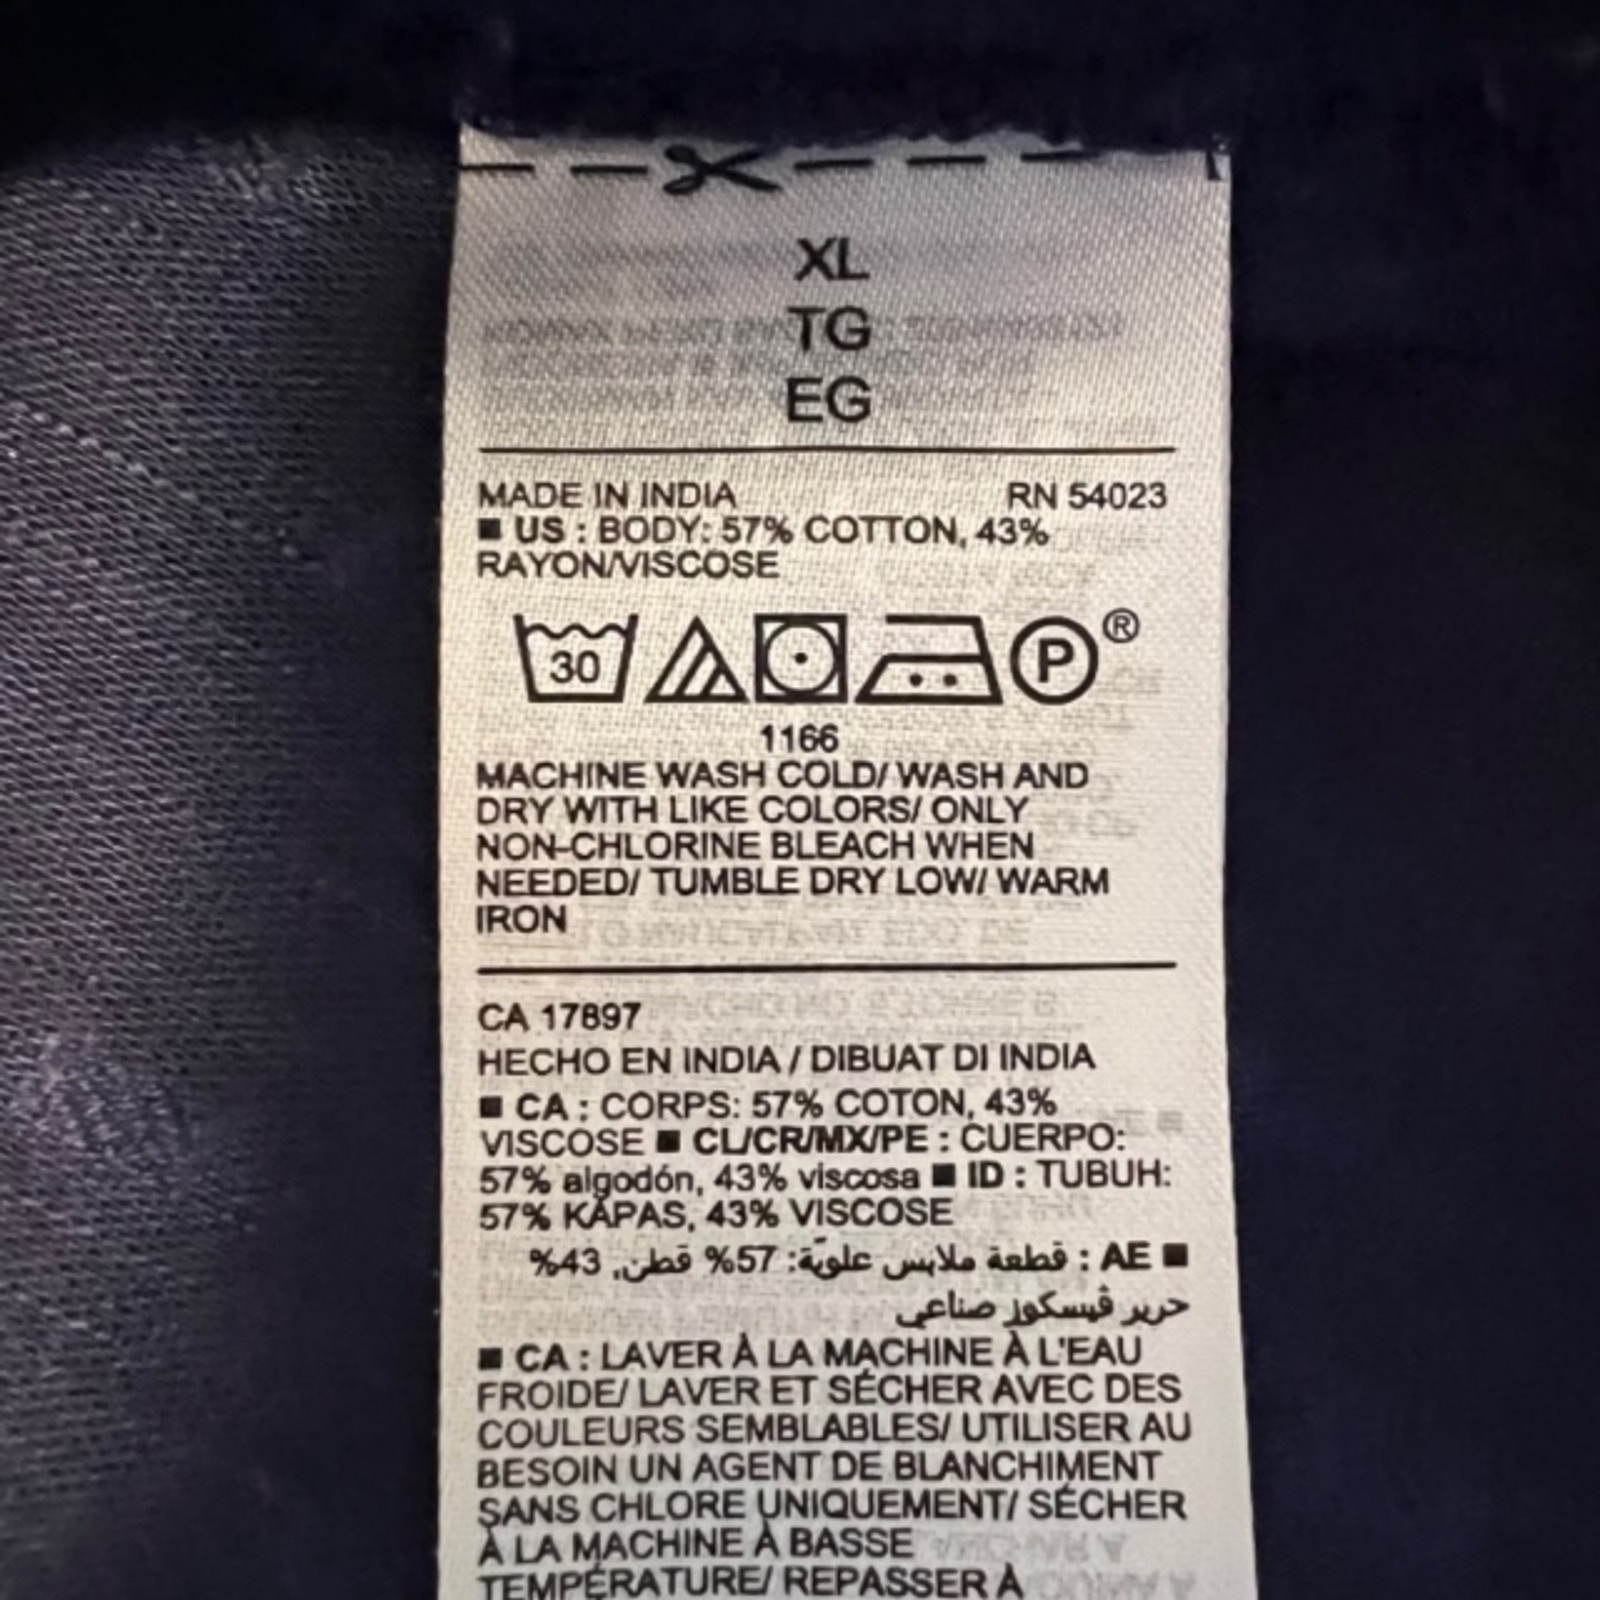 XL
TG
EG
MADE IN INDIA RN 54023
■ US : BODY: 57% COTTON, 43%
RAYON/VISCOSE
30 P ®
1166
MACHINE WASH COLD/ WASH AND
DRY WITH LIKE COLORS/ ONLY
NON-CHLORINE BLEACH WHEN
NEEDED/ TUMBLE DRY LOW/ WARM
IRON
CA 17897
HECHO EN INDIA / DIBUAT DI INDIA
■ CA : CORPS: 57% COTON, 43%
VISCOSE ■ CL/CR/MX/PE : CUERPO:
57% algodón, 43% viscosa ■ ID : TUBUH:
57% KAPAS, 43% VISCOSE
■ AE : قطعة ملابس علويّة: 57% قطن, 43%
حرير ڤيسكوز صناعي
■ CA : LAVER À LA MACHINE À L'EAU
FROIDE/ LAVER ET SÉCHER AVEC DES
COULEURS SEMBLABLES/ UTILISER AU
BESOIN UN AGENT DE BLANCHIMENT
SANS CHLORE UNIQUEMENT/ SÉCHER
À LA MACHINE À BASSE
TEMPÉRATURE/ REPASSER À